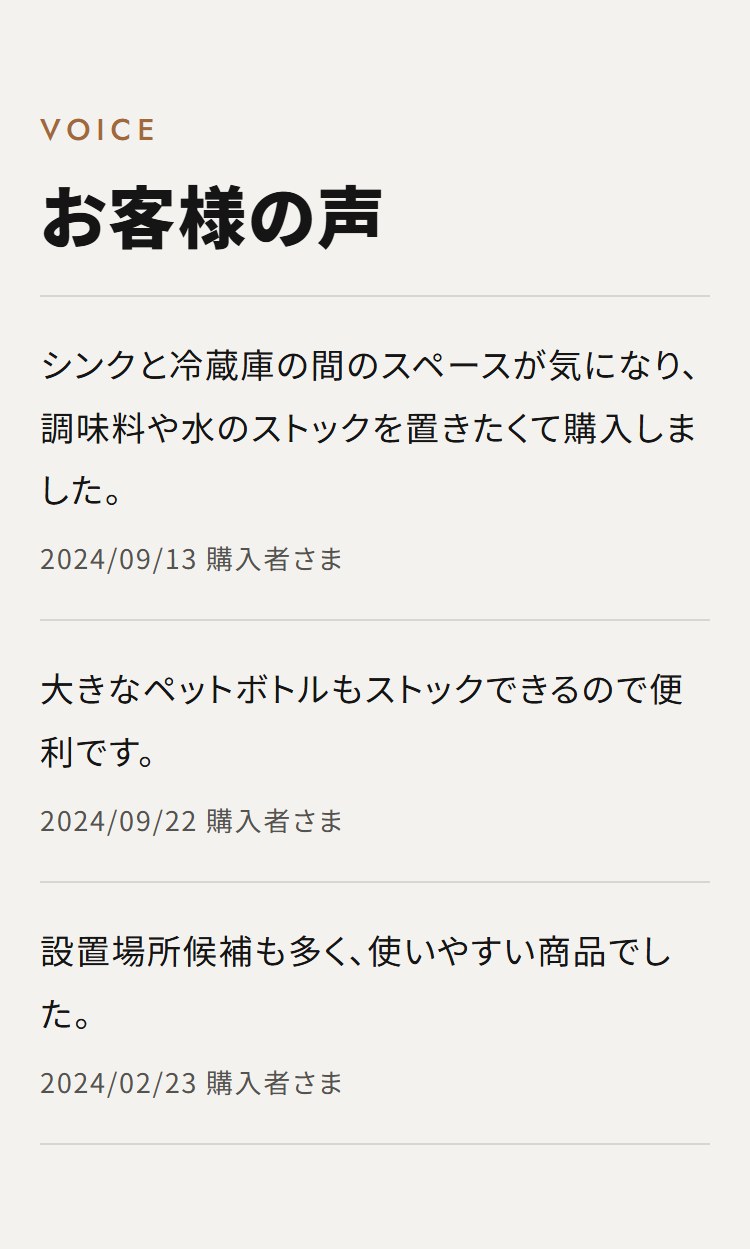 VOICE
お客様の声
シンクと冷蔵庫の間のスペースが気になり、
調味料や水のストックを置きたくて購入しま
した。
2024/09/13 購入者さま
大きなペットボトルもストックできるので便
利です。
2024/09/22 購入者さま
設置場所候補も多く、使いやすい商品でし
た。
2024/02/23 購入者さま